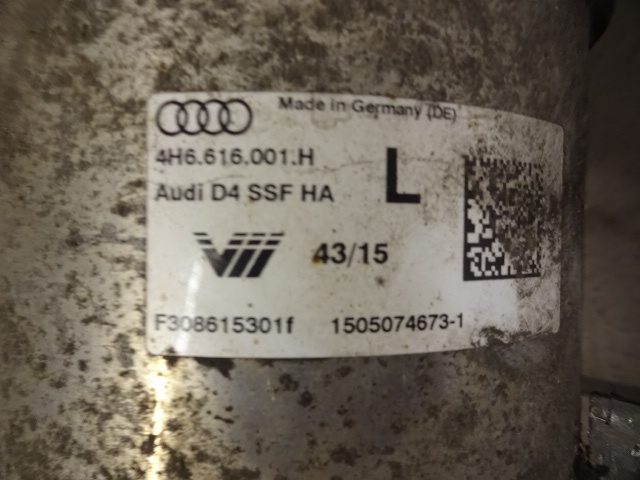 Made in Germany (DE)
4H6.616.001.H
L
Audi D4 SSF HA
43/15
F308615301f 1505074673-1